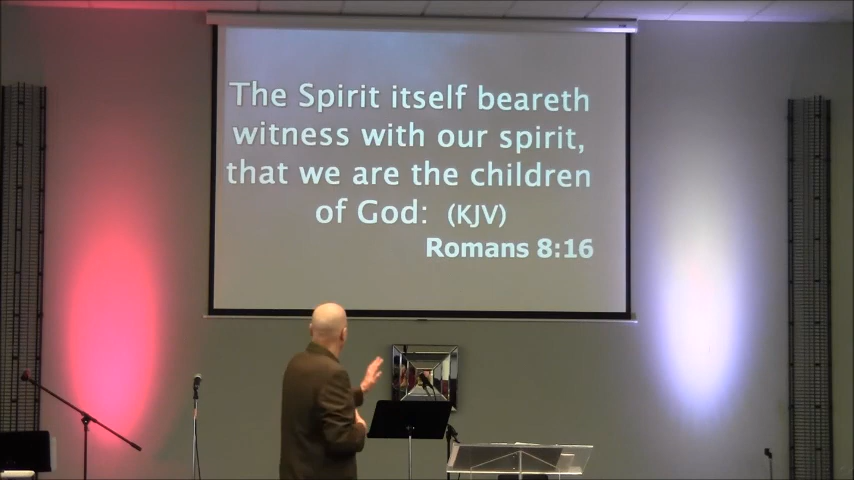 The Spirit itself beareth
witness with our spirit,
that we are the children
of God: (KJV)
Romans 8:16